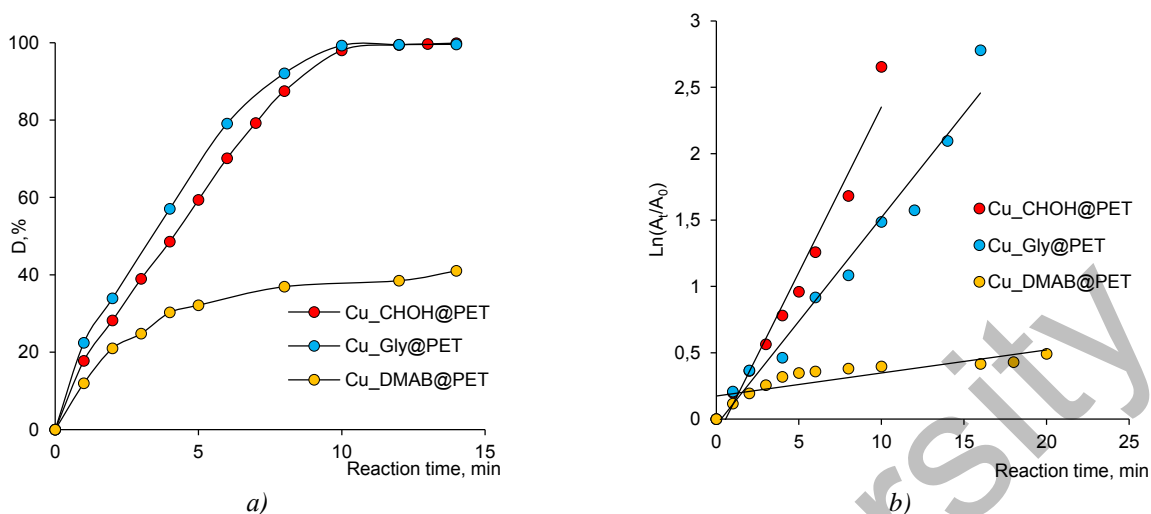 100
80
60
40
20
0
D, %
0
5
10
15
Reaction time, min
Cu_CHOH@PET
Cu_Gly@PET
Cu_DMAB@PET
a)
3
2,5
2
1,5
1
0,5
0
Ln(Aₜ/A₀)
0
5
10
15
20
25
Reaction time, min
Cu_CHOH@PET
Cu_Gly@PET
Cu_DMAB@PET
b)
ersity